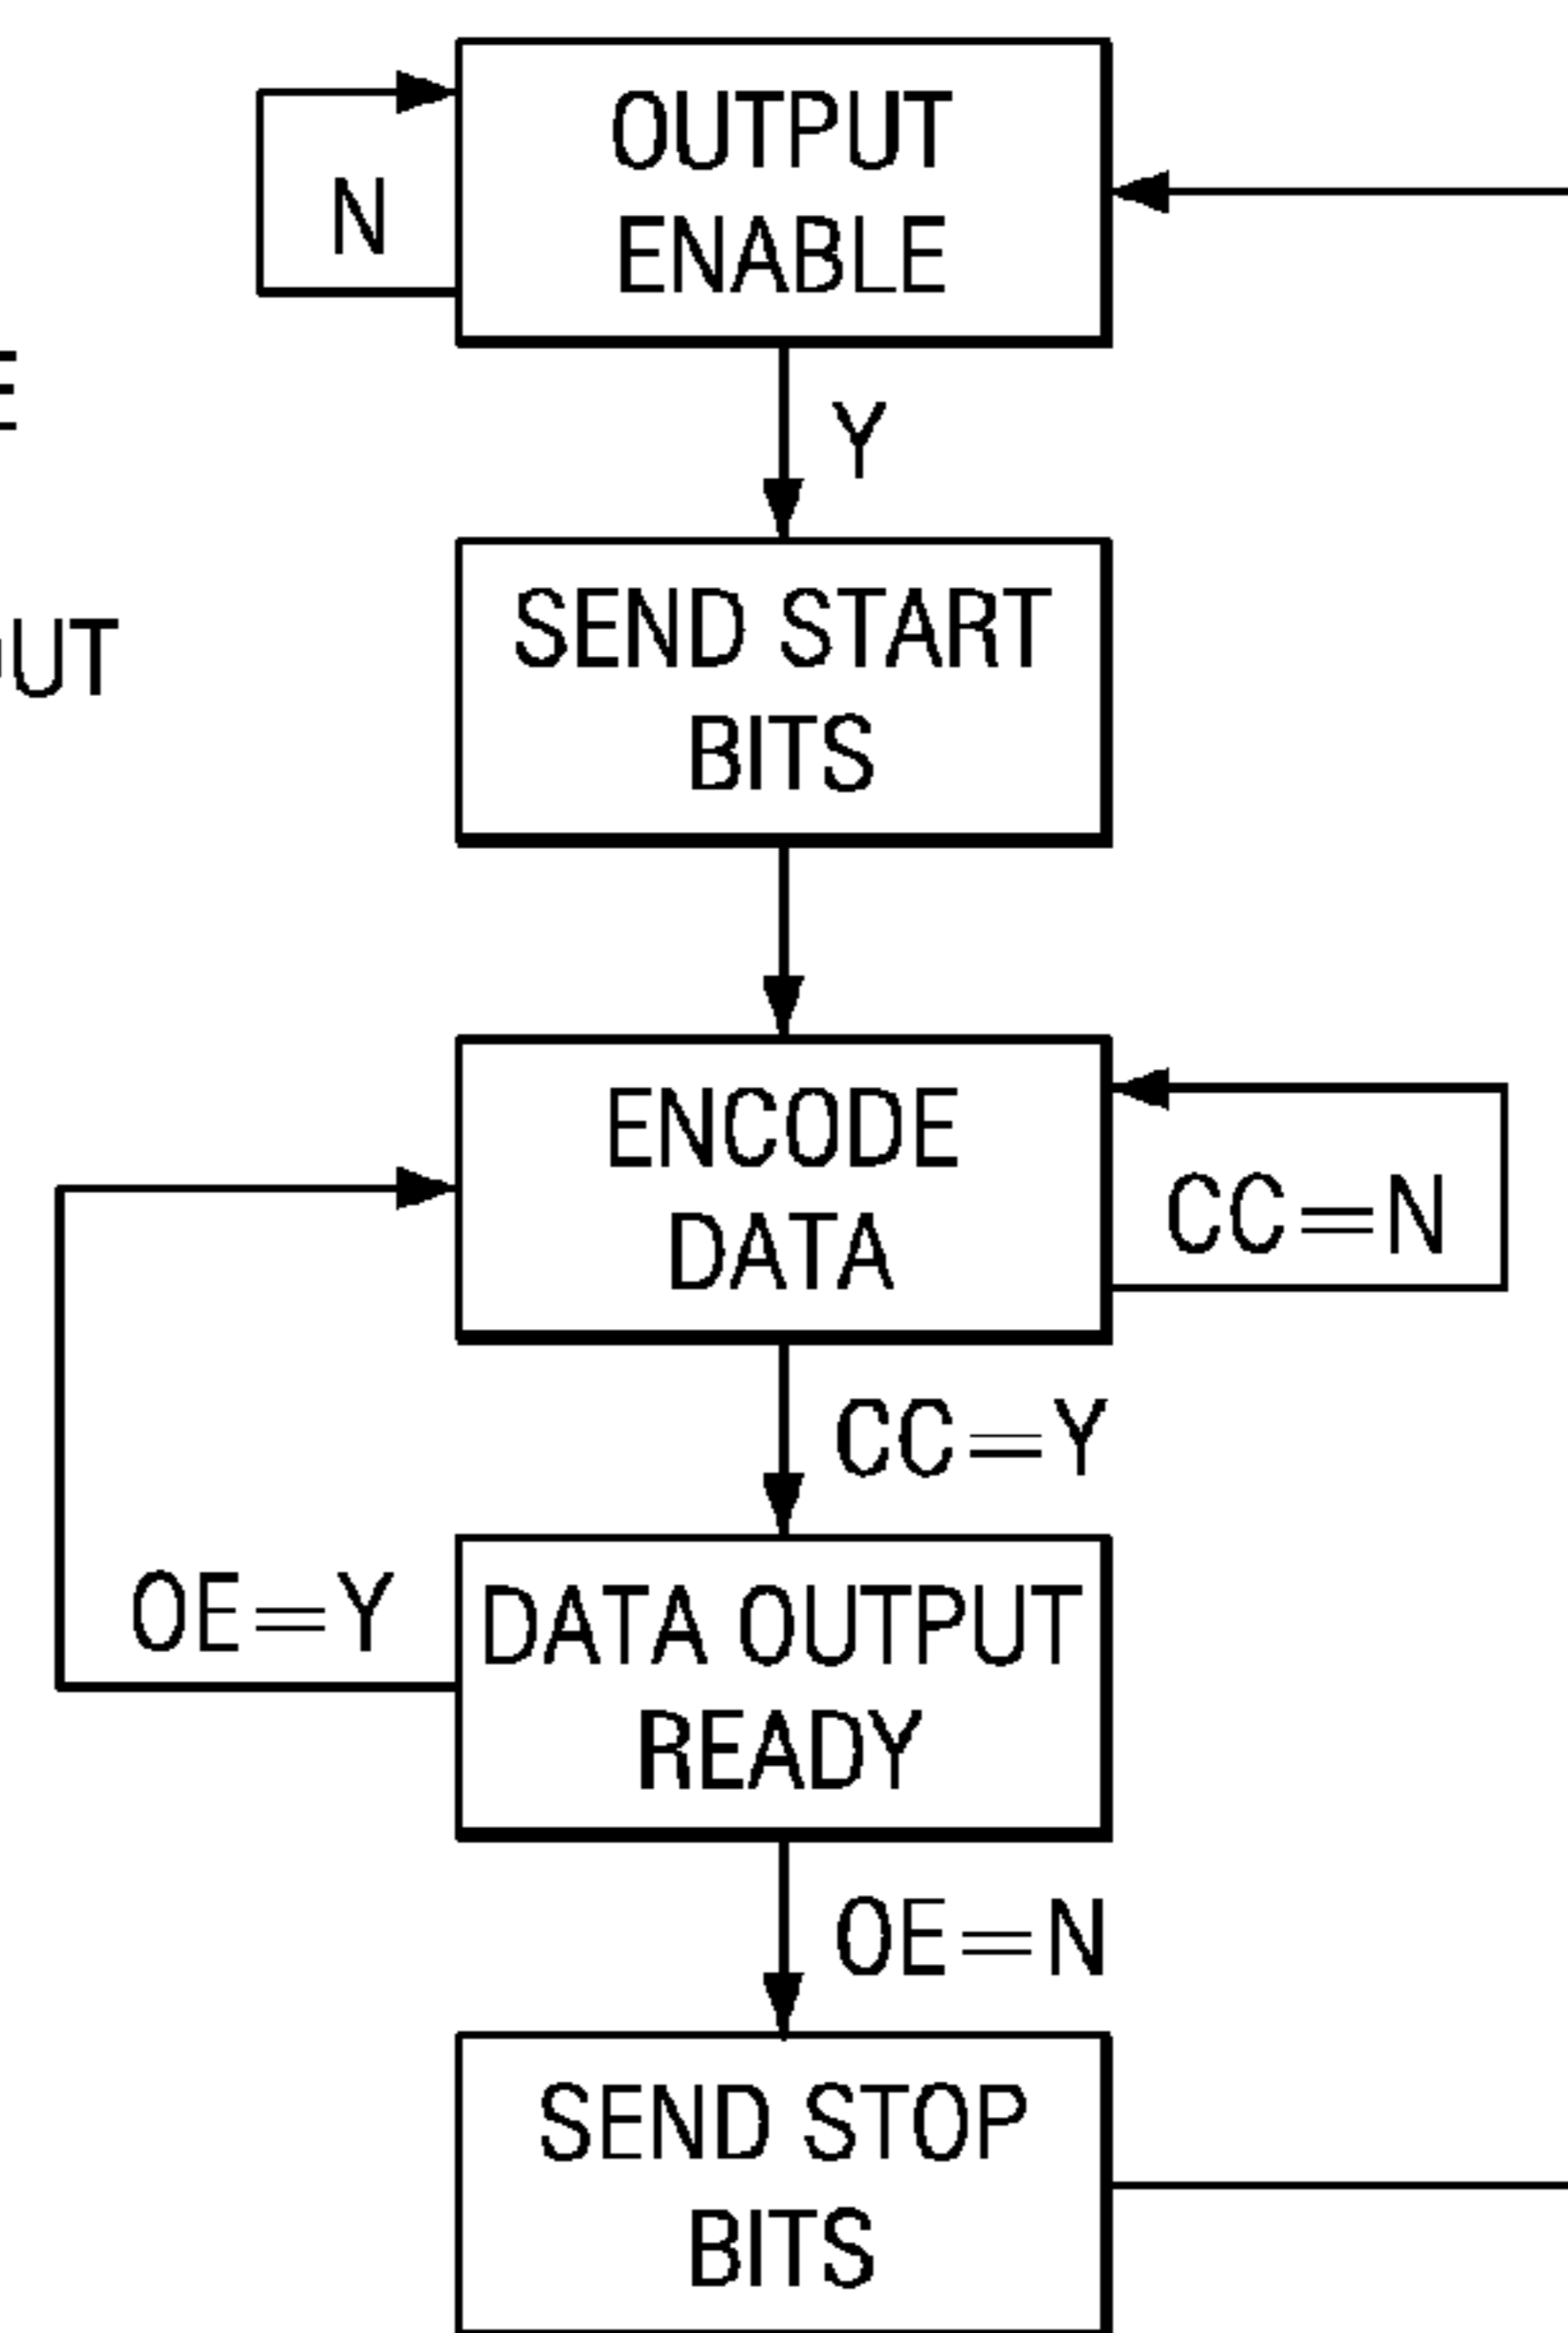 OUTPUT
ENABLE
N
Y
SEND START
BITS
ENCODE
DATA
CC=N
CC=Y
OE=Y
DATA OUTPUT
READY
OE=N
SEND STOP
BITS